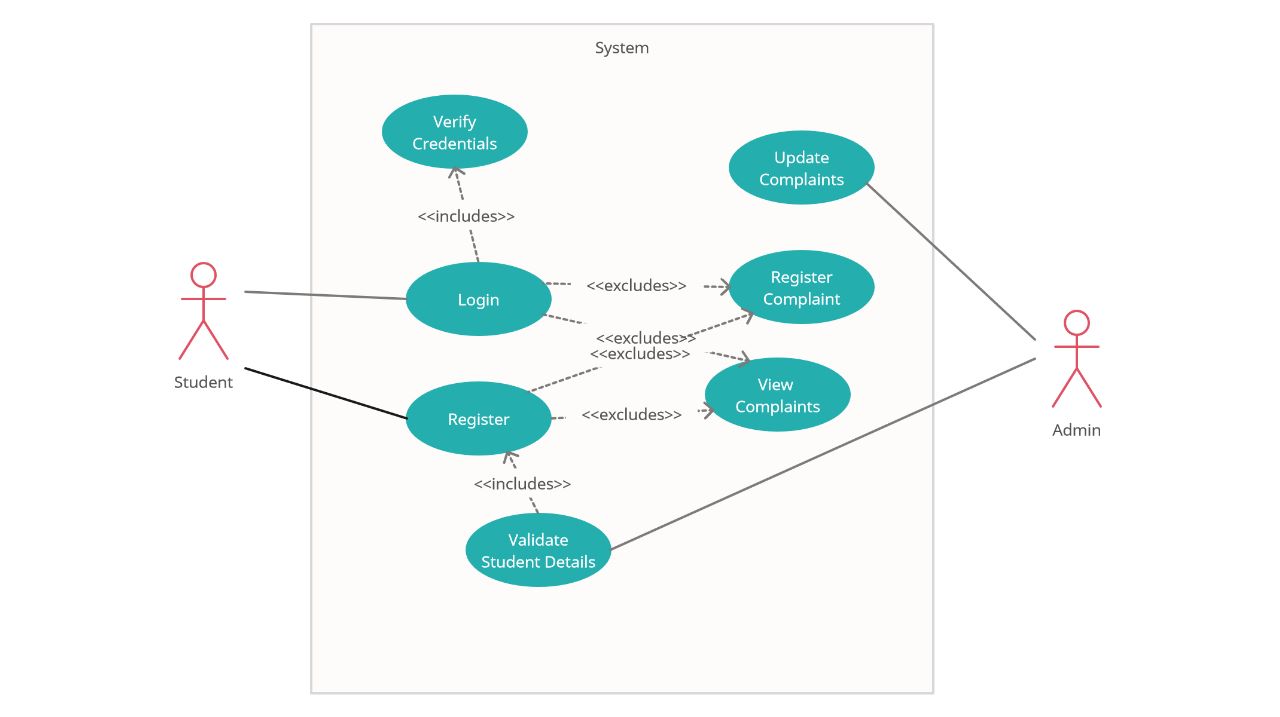 System
Verify
Credentials
Update
Complaints
<<includes>>
Login
<<excludes>>
Register
Complaint
Student
<<excludes>>
<<excludes>>
View
Complaints
Register
<<excludes>>
Admin
<<includes>>
Validate
Student Details